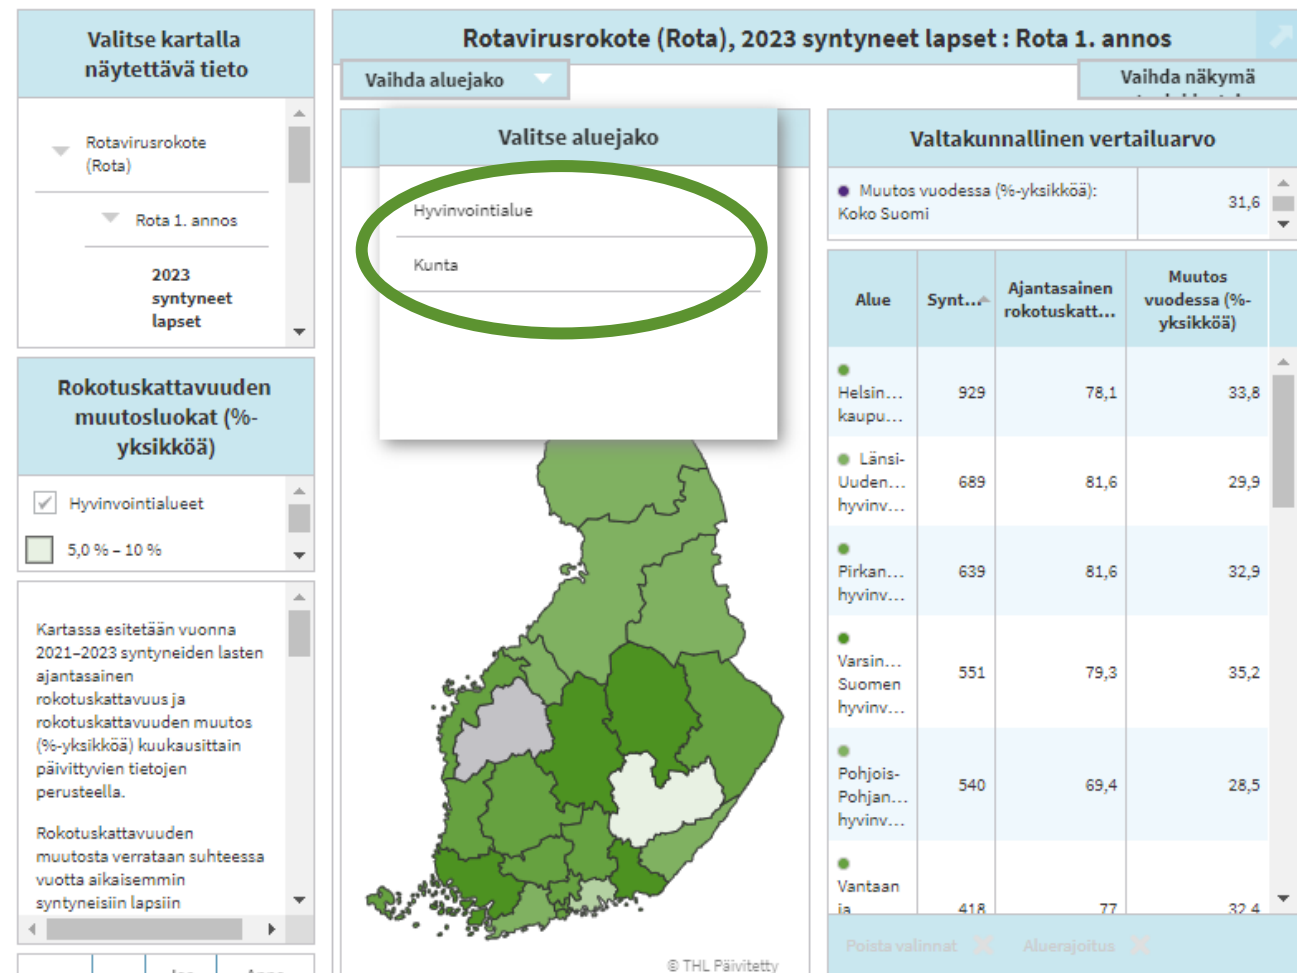 Valitse kartalla
näytettävä tieto
Rotavirusrokote
(Rota)
Rota 1. annos
2023
syntyneet
lapset
Rokotuskattavuuden
muutosluokat (%-
yksikköä)
Hyvinvointialueet
5,0 % – 10 %
Kartassa esitetään vuonna
2021–2023 syntyneiden lasten
ajantasainen
rokotuskattavuus ja
rokotuskattavuuden muutos
(%-yksikköä) kuukausittain
päivittyvien tietojen
perusteella.
Rokotuskattavuuden
muutosta verrataan suhteessa
vuotta aikaisemmin
syntyneisiin lapsiin
Rotavirusrokote (Rota), 2023 syntyneet lapset : Rota 1. annos
Vaihda aluejako
Vaihda näkymä
Valitse aluejako
Hyvinvointialue
Kunta
© THL Päivitetty
Valtakunnallinen vertailuarvo
Muutos vuodessa (%-yksikköä):
Koko Suomi
31,6
Alue
Synt...
Ajantasainen
rokotuskatt...
Muutos
vuodessa (%-
yksikköä)
Helsin...
kaupu...
929
78,1
33,8
Länsi-
Uuden...
hyvinv...
689
81,6
29,9
Pirkan...
hyvinv...
639
81,6
32,9
Varsin...
Suomen
hyvinv...
551
79,3
35,2
Pohjois-
Pohjan...
hyvinv...
540
69,4
28,5
Vantaan
ja
418
77
32,4
Poista valinnat
Aluerajoitus